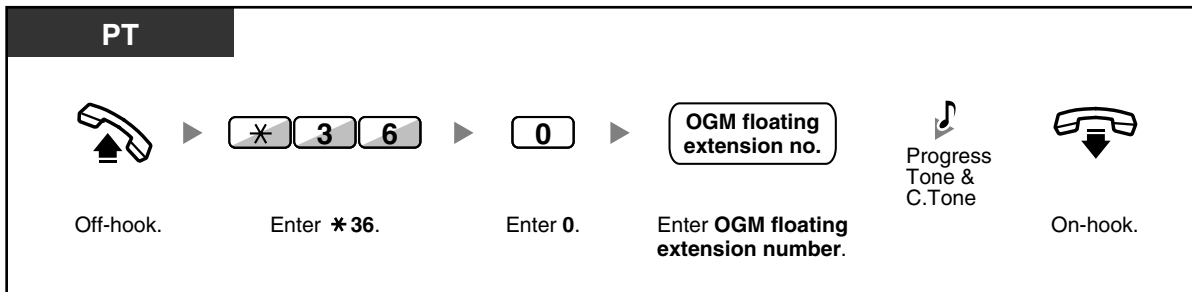 PT
* 3 6
0
OGM floating
extension no.
Progress
Tone &
C.Tone
Off-hook.
Enter *36.
Enter 0.
Enter OGM floating
extension number.
On-hook.